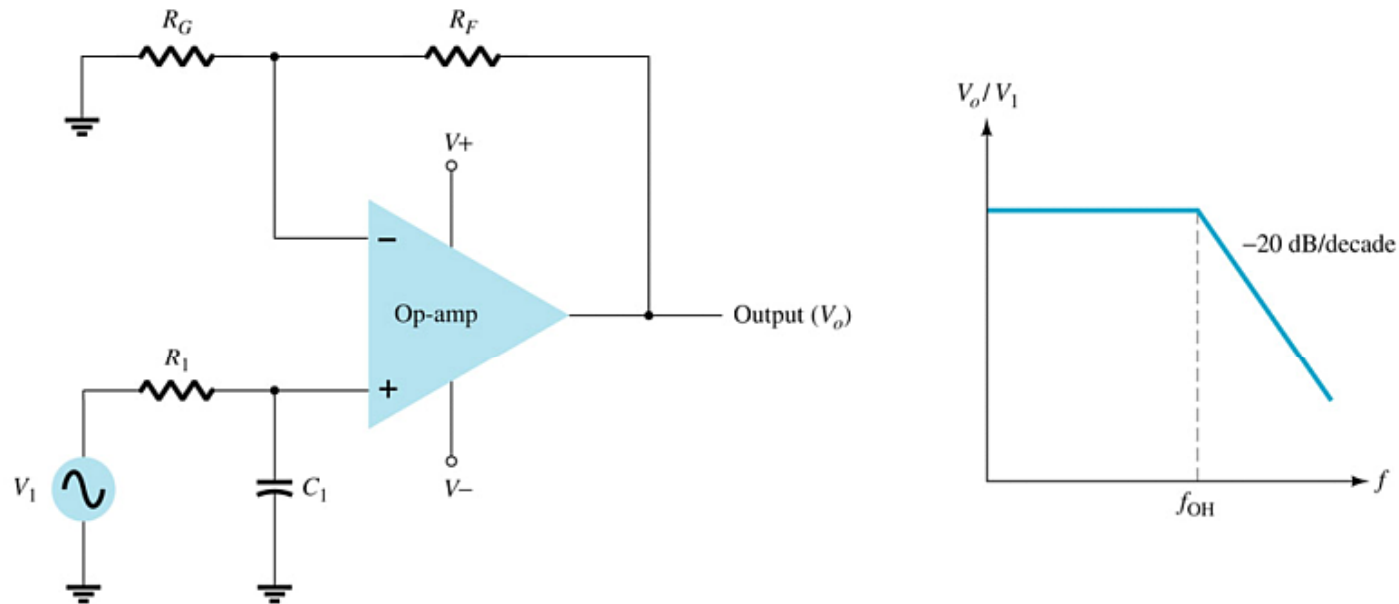 R_G
R_F
V+
−
Op-amp
Output (V_o)
R_1
+
V_1
C_1
V−
V_o / V_1
−20 dB/decade
f
f_OH